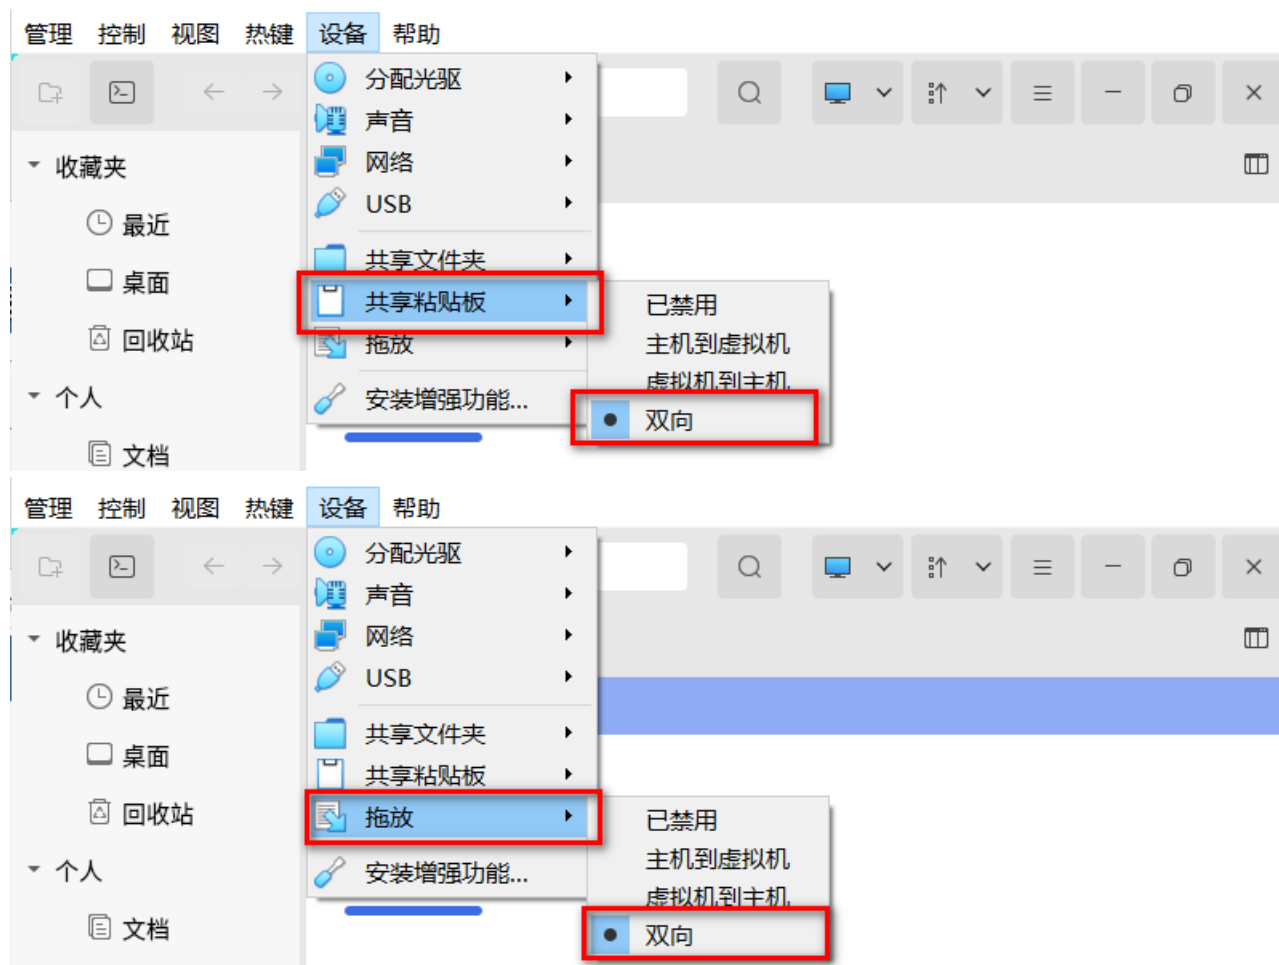 管理 控制 视图 热键 设备 帮助
分配光驱
声音
网络
USB
共享文件夹
共享粘贴板
拖放
安装增强功能...
已禁用
主机到虚拟机
虚拟机到主机
双向
收藏夹
最近
桌面
回收站
个人
文档
管理 控制 视图 热键 设备 帮助
分配光驱
声音
网络
USB
共享文件夹
共享粘贴板
拖放
安装增强功能...
已禁用
主机到虚拟机
虚拟机到主机
双向
收藏夹
最近
桌面
回收站
个人
文档